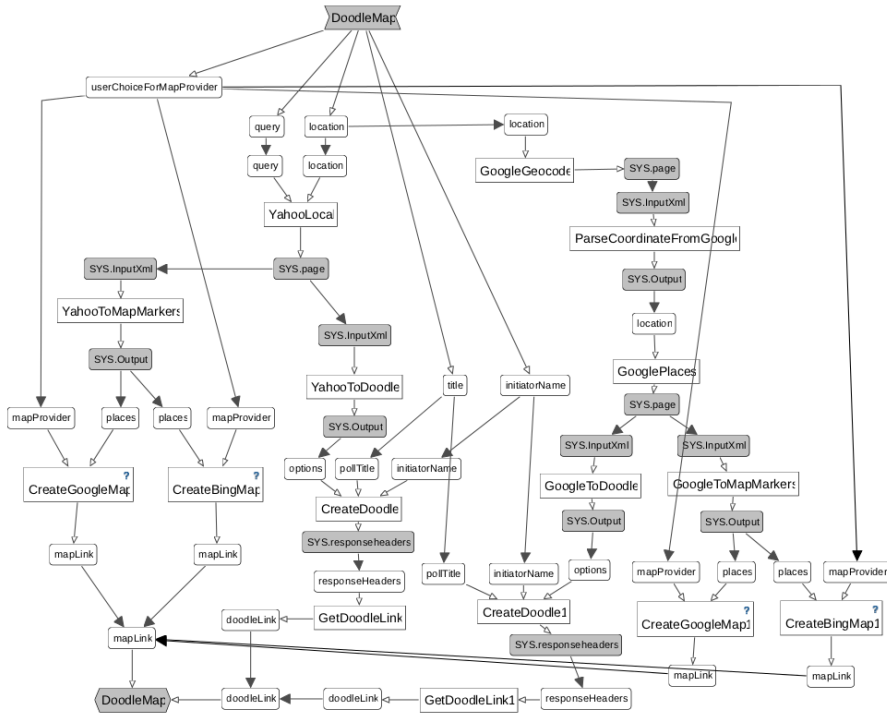 DoodleMap
userChoiceForMapProvider
query
location
location
query
location
GoogleGeocode
SYS.page
SYS.InputXml
YahooLocal
ParseCoordinateFromGoogle
SYS.InputXml
SYS.page
SYS.Output
YahooToMapMarkers
location
SYS.InputXml
SYS.Output
GooglePlaces
YahooToDoodle
title
initiatorName
SYS.page
mapProvider
places
places
mapProvider
SYS.Output
SYS.InputXml
SYS.InputXml
options
pollTitle
initiatorName
?
CreateGoogleMap
?
CreateBingMap
GoogleToDoodle
GoogleToMapMarkers
CreateDoodle
SYS.Output
SYS.Output
SYS.responseheaders
mapLink
mapLink
responseHeaders
pollTitle
initiatorName
options
mapProvider
places
places
mapProvider
doodleLink
GetDoodleLink
CreateDoodle1
?
CreateGoogleMap1
?
CreateBingMap1
mapLink
SYS.responseheaders
mapLink
mapLink
DoodleMap
doodleLink
doodleLink
GetDoodleLink1
responseHeaders